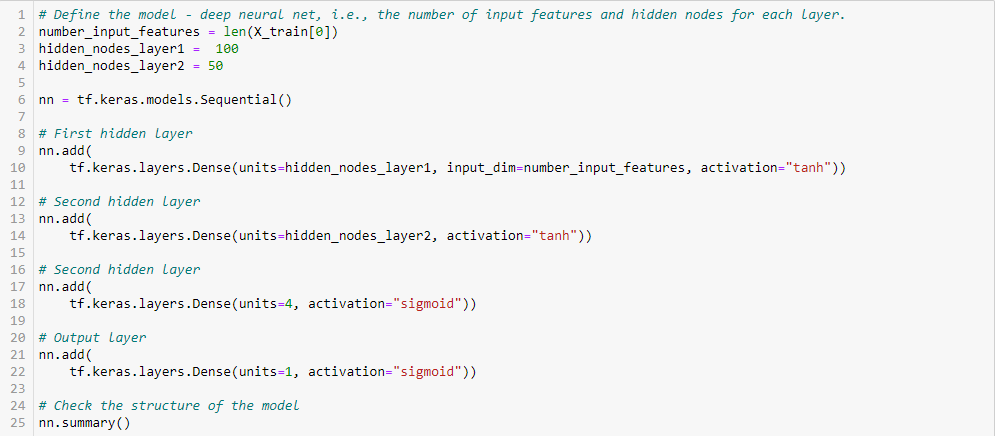 1 # Define the model - deep neural net, i.e., the number of input features and hidden nodes for each layer.
2 number_input_features = len(X_train[0])
3 hidden_nodes_layer1 =  100
4 hidden_nodes_layer2 = 50
5
6 nn = tf.keras.models.Sequential()
7
8 # First hidden layer
9 nn.add(
10     tf.keras.layers.Dense(units=hidden_nodes_layer1, input_dim=number_input_features, activation="tanh"))
11
12 # Second hidden layer
13 nn.add(
14     tf.keras.layers.Dense(units=hidden_nodes_layer2, activation="tanh"))
15
16 # Second hidden layer
17 nn.add(
18     tf.keras.layers.Dense(units=4, activation="sigmoid"))
19
20 # Output layer
21 nn.add(
22     tf.keras.layers.Dense(units=1, activation="sigmoid"))
23
24 # Check the structure of the model
25 nn.summary()